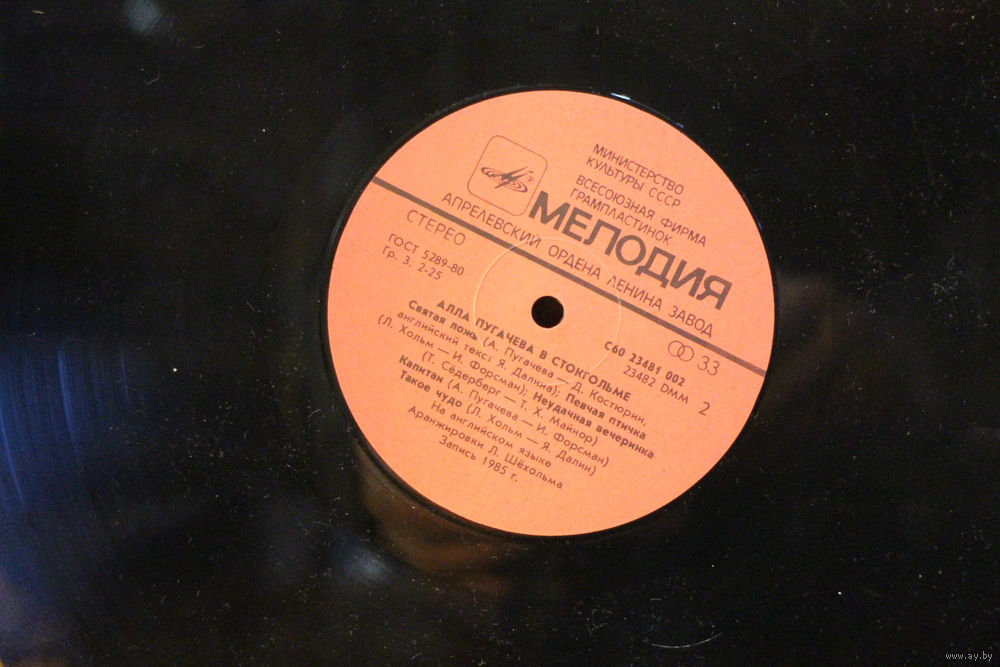 МИНИСТЕРСТВО
КУЛЬТУРЫ СССР
ВСЕСОЮЗНАЯ ФИРМА
ГРАМПЛАСТИНОК
МЕЛОДИЯ
АПРЕЛЕВСКИЙ ОРДЕНА ЛЕНИНА ЗАВОД
СТЕРЕО
33
ГОСТ 5289-80
Гр. 3. 2-25
С60 23481 002
23482 DMM 2
АЛЛА ПУГАЧЕВА В СТОКГОЛЬМЕ
Святая ложь (А. Пугачева — Д. Костюрин,
английский текст Я. Далина); Певчая птичка
(Л. Хольм — И. Форсман); Неудачная вечеринка
(Т. Сёдерберг — Т. Х. Майнор)
Капитан (А. Пугачева — И. Форсман)
Такое чудо (Л. Хольм — Я. Далин)
На английском языке
Аранжировки Л. Шёхольма
Запись 1985 г.
www.ay.by